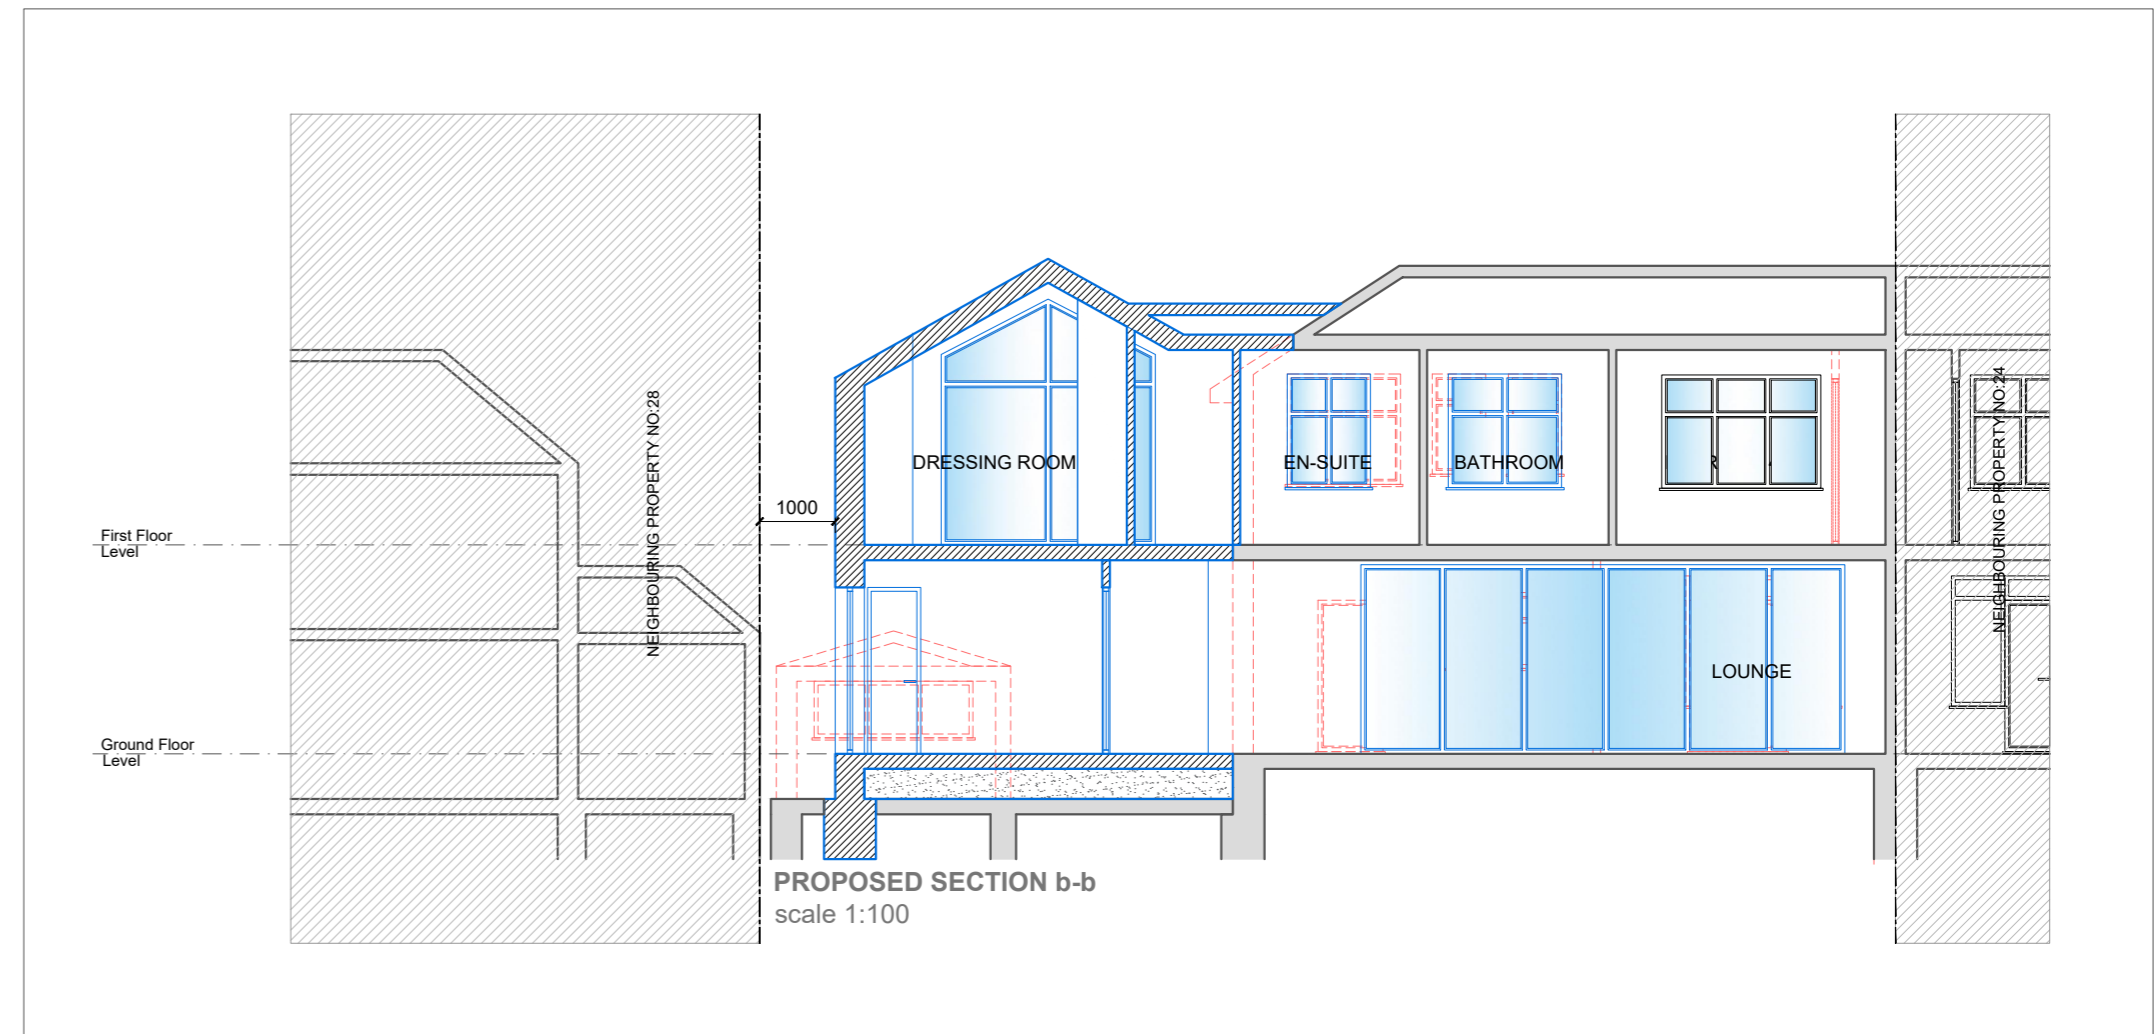 DRESSING ROOM
EN-SUITE
BATHROOM
NEIGHBOURING PROPERTY NO:28
NEIGHBOURING PROPERTY NO:24
1000
First Floor
Level
LOUNGE
Ground Floor
Level
PROPOSED SECTION b-b
scale 1:100